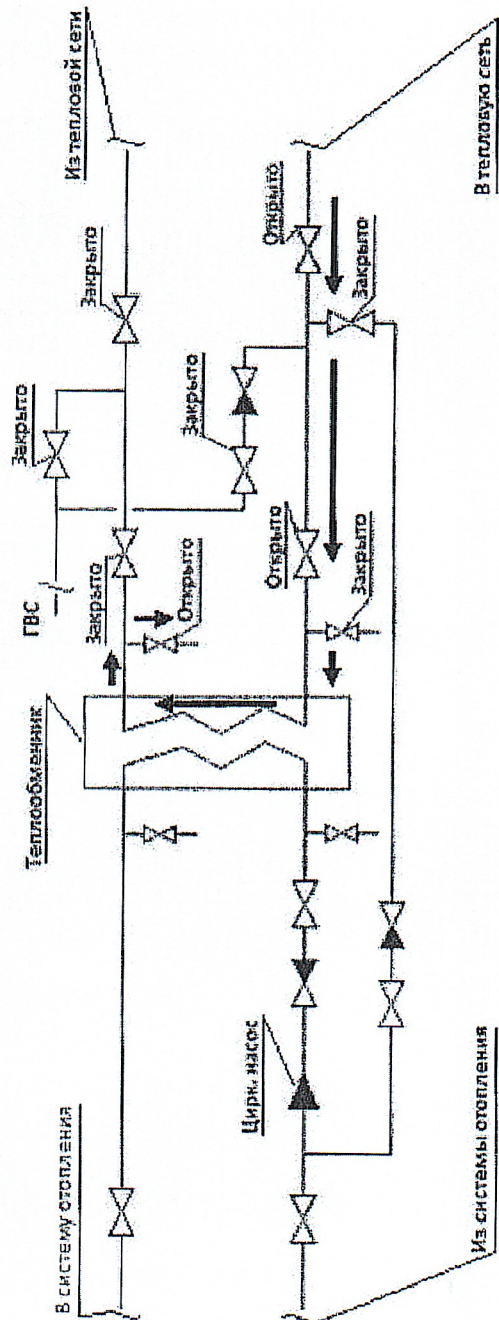 Из тепловой сети
Закрыто
Закрыто
ГВС
Закрыто
Открыто
Теплообменник
В систему отопления
В тепловую сеть
Открыто
Закрыто
Закрыто
Открыто
Закрыто
Цирк. насос
Из системы отопления